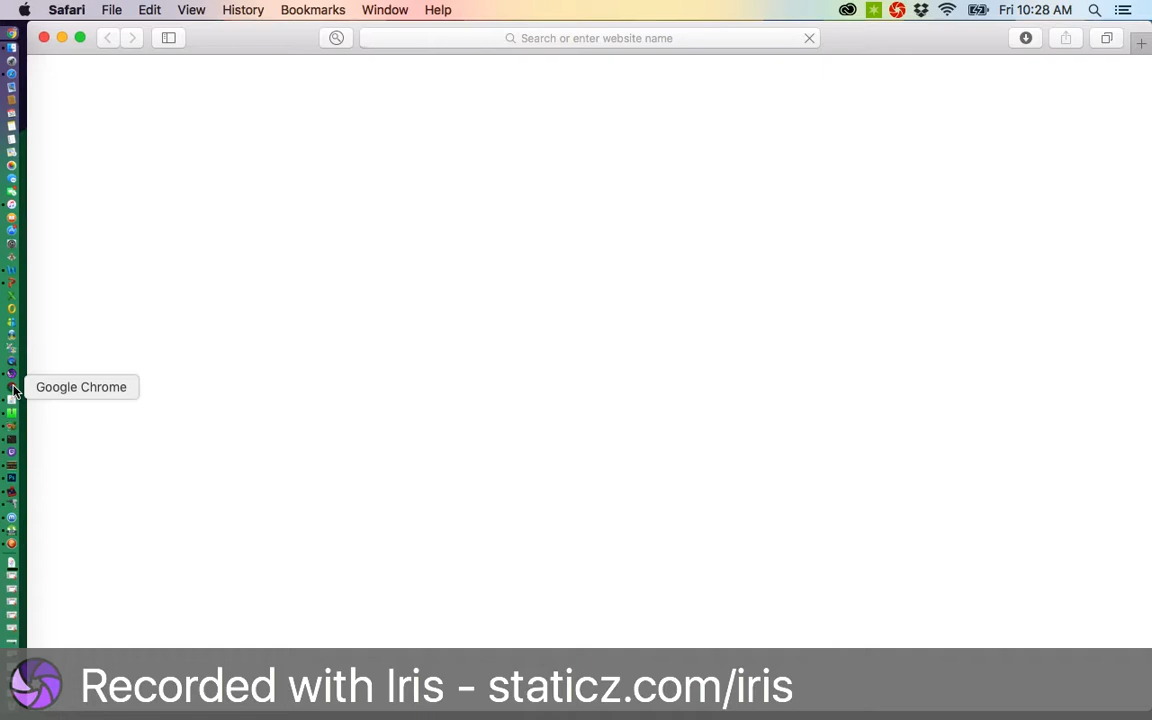 Safari File Edit View History Bookmarks Window Help Fri 10:28 AM
Search or enter website name
Google Chrome
Recorded with Iris - staticz.com/iris